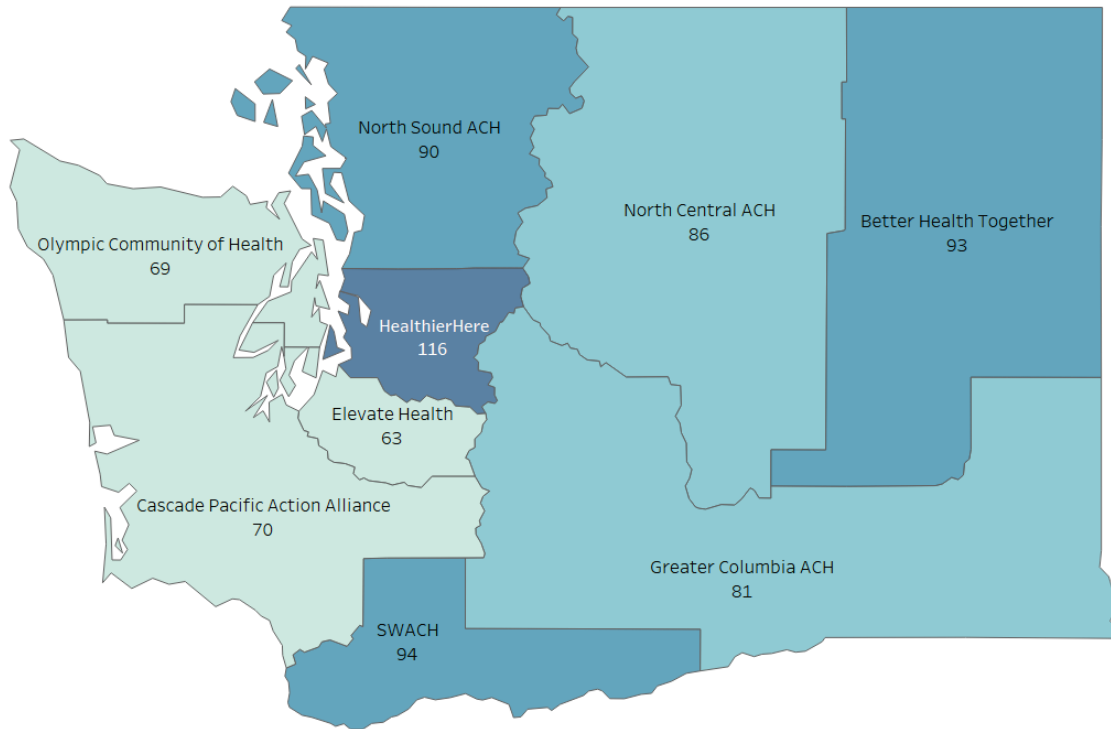 North Sound ACH
90
North Central ACH
86
Better Health Together
93
Olympic Community of Health
69
HealthierHere
116
Elevate Health
63
Cascade Pacific Action Alliance
70
Greater Columbia ACH
81
SWACH
94